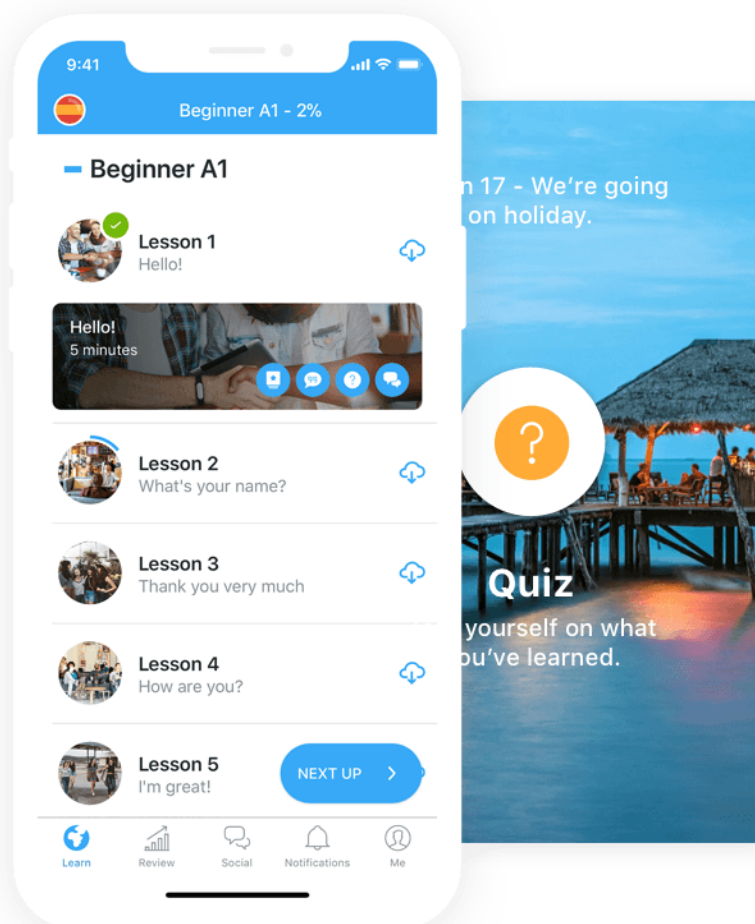 9:41
Beginner A1 - 2%
Beginner A1
Lesson 1
Hello!
Hello!
5 minutes
Lesson 2
What's your name?
Lesson 3
Thank you very much
Lesson 4
How are you?
Lesson 5
I'm great!
NEXT UP
Learn
Review
Social
Notifications
Me
17 - We're going
on holiday.
?
Quiz
yourself on what
you've learned.